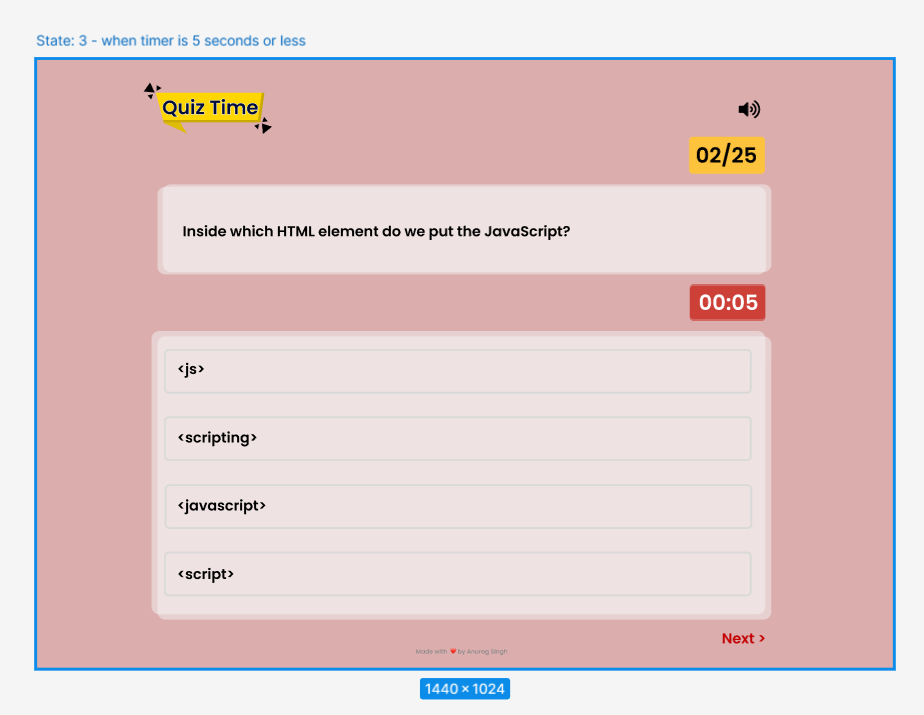 State: 3 - when timer is 5 seconds or less
Quiz Time
02/25
Inside which HTML element do we put the JavaScript?
00:05
<js>
<scripting>
<javascript>
<script>
Next >
Made with ❤️ by Anurag Singh
1440 × 1024